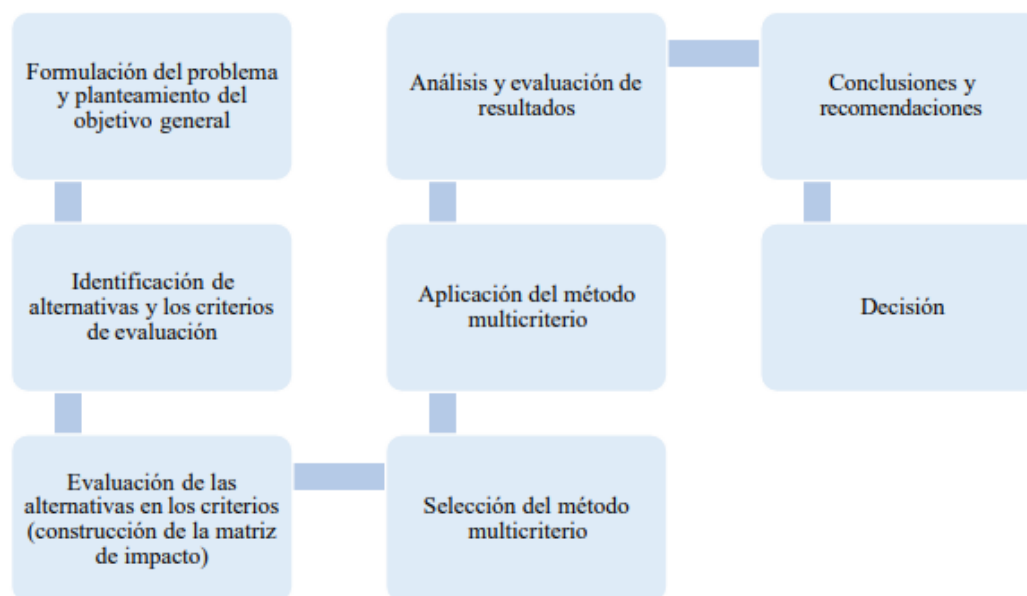 Formulación del problema
y planteamiento del
objetivo general
Identificación de
alternativas y los criterios
de evaluación
Evaluación de las
alternativas en los criterios
(construcción de la matriz
de impacto)
Selección del método
multicriterio
Aplicación del método
multicriterio
Análisis y evaluación de
resultados
Conclusiones y
recomendaciones
Decisión